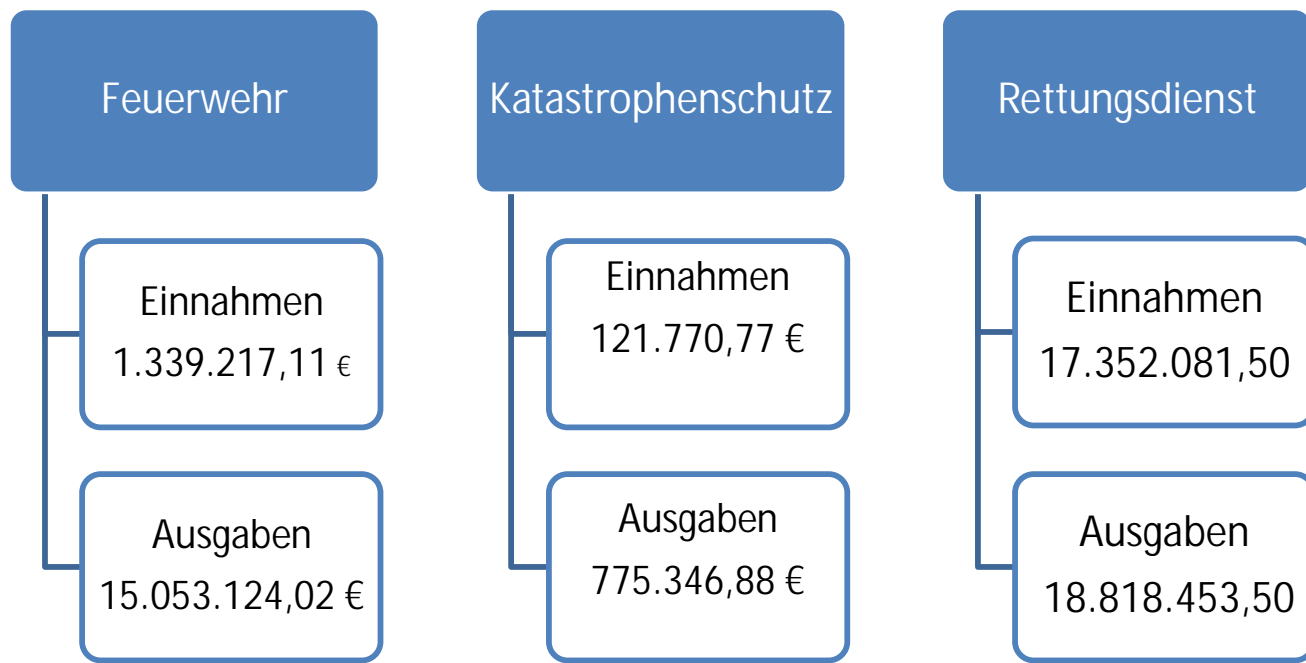 Feuerwehr
Einnahmen
1.339.217,11 €
Ausgaben
15.053.124,02 €
Katastrophenschutz
Einnahmen
121.770,77 €
Ausgaben
775.346,88 €
Rettungsdienst
Einnahmen
17.352.081,50
Ausgaben
18.818.453,50